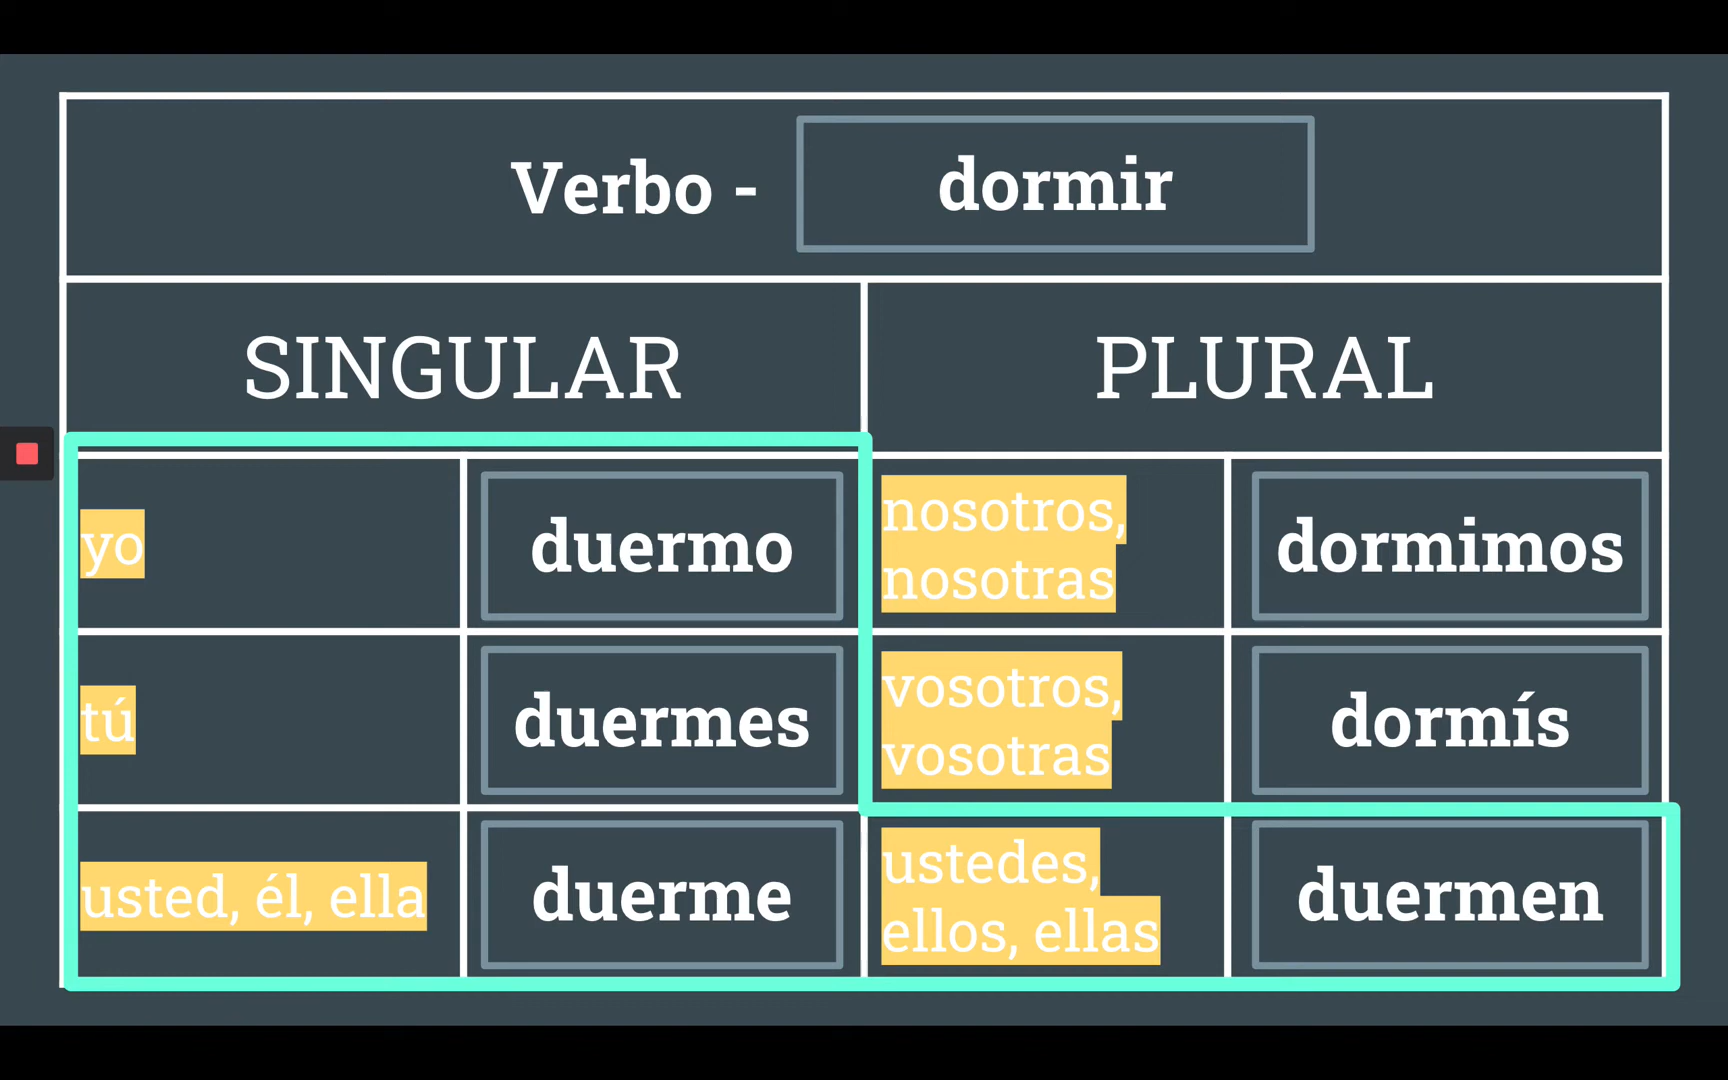 Verbo - dormir
SINGULAR PLURAL
yo duermo
nosotros,
nosotras
dormimos
tú duermes
vosotros,
vosotras
dormís
usted, él, ella duerme
ustedes,
ellos, ellas
duermen